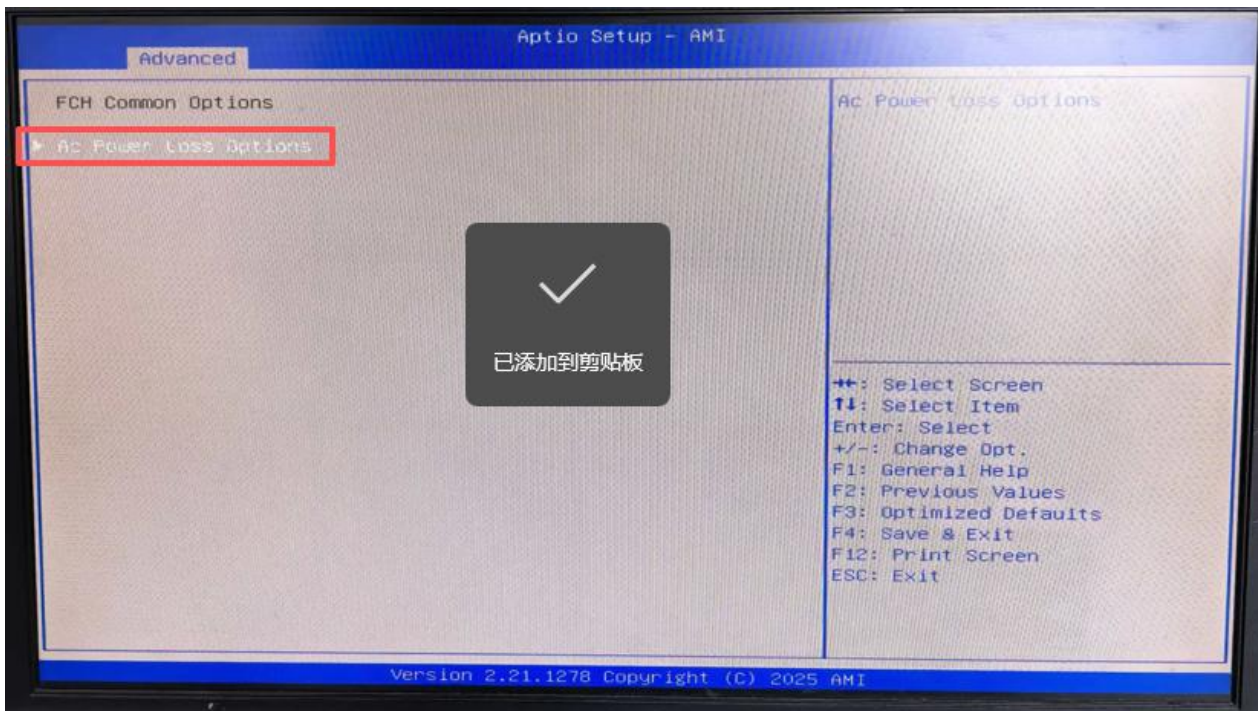 Aptio Setup - AMI
Advanced
FCH Common Options
Ac Power Loss Options
Ac Power Loss Options
已添加到剪贴板
→←: Select Screen
↑↓: Select Item
Enter: Select
+/-: Change Opt.
F1: General Help
F2: Previous Values
F3: Optimized Defaults
F4: Save & Exit
F12: Print Screen
ESC: Exit
Version 2.21.1278 Copyright (C) 2025 AMI